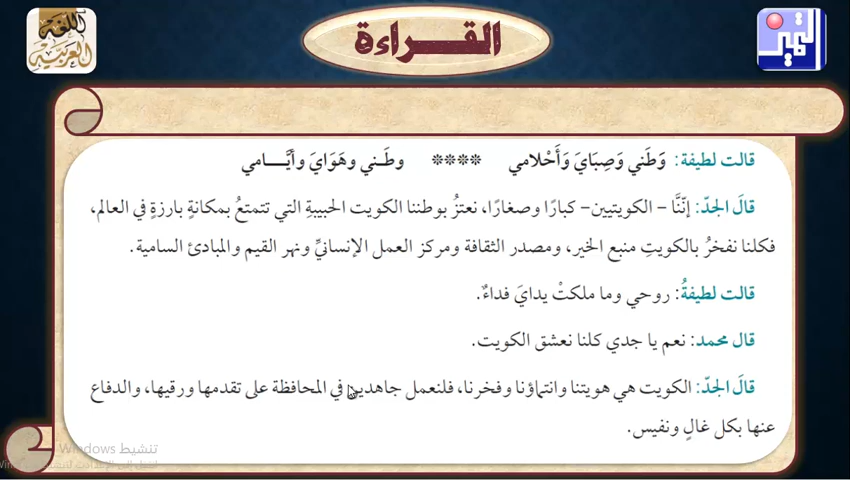 اللغة
العربية
القـــراءة
التميز
قالت لطيفة: وَطَني وَصِبَايَ وَأَحْلامي **** وطَـني وهَوَايَ وأيَّـــامي
قالَ الجدّ: إنّنَّا – الكويتيين– كبارًا وصغارًا، نعتزُّ بوطننا الكويت الحبيبةِ التي تتمتعُ بمكانةٍ بارزةٍ في العالم،
فكلنا نفخرُ بالكويتِ منبع الخير، ومصدر الثقافة ومركز العمل الإنسانيِّ ونهر القيم والمبادئ السامية.
قالت لطيفةُ: روحي وما ملكتْ يدايَ فداءٌ.
قال محمد: نعم يا جدي كلنا نعشق الكويت.
قالَ الجدّ: الكويت هي هويتنا وانتماؤنا وفخرنا، فلنعمل جاهدين في المحافظة على تقدمها ورقيها، والدفاع
عنها بكل غالٍ ونفيس.
تنشيط Windows